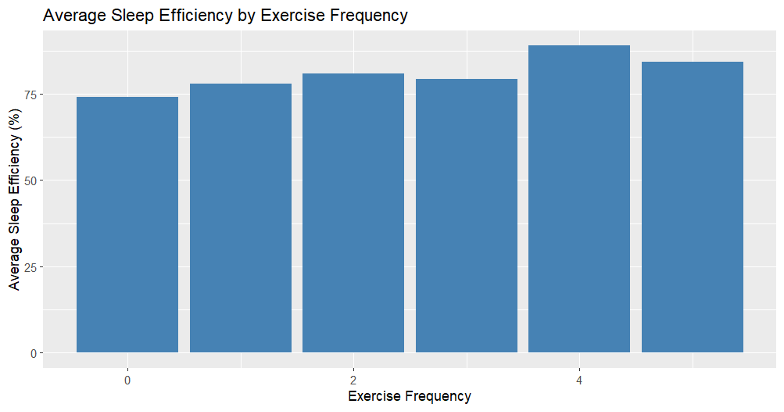 Average Sleep Efficiency by Exercise Frequency
Average Sleep Efficiency (%)
75
50
25
0
0 2 4
Exercise Frequency